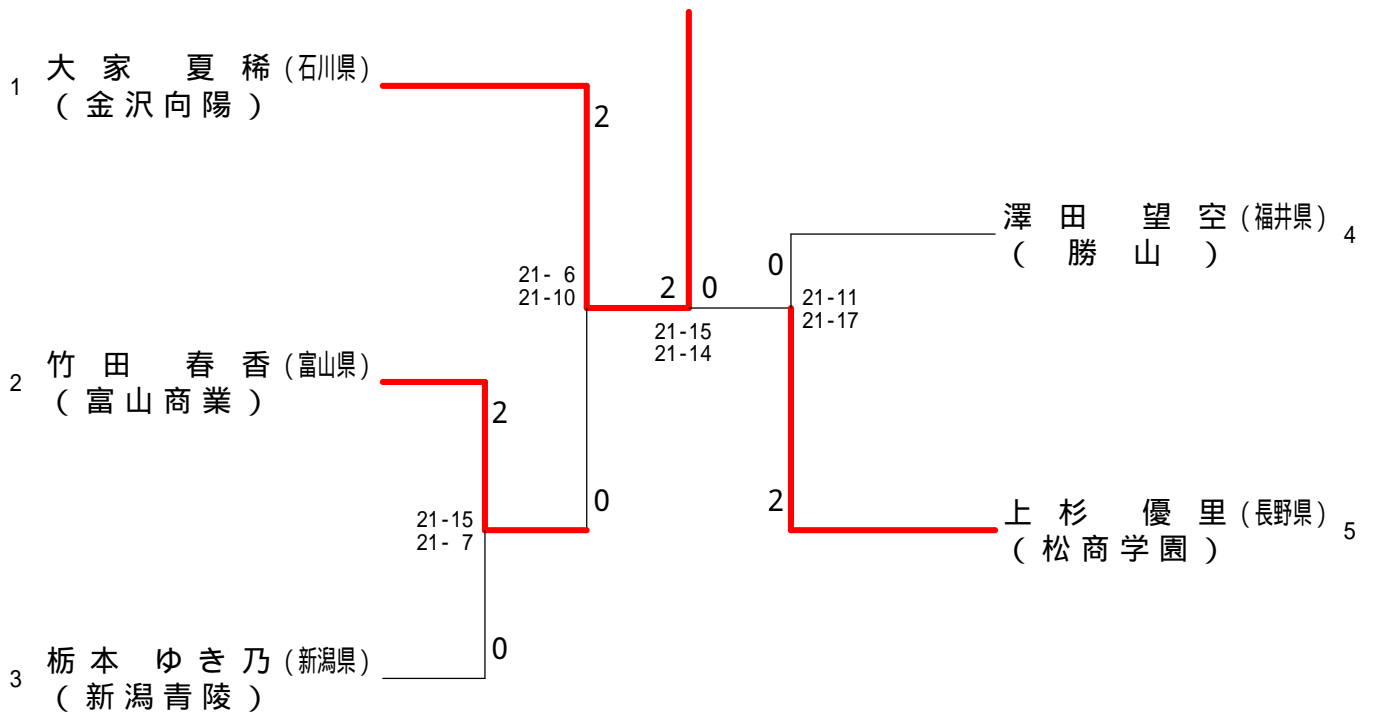 1 大家 夏稀 (石川県)
(金沢向陽)
2
21- 6
21-10
2 竹田 春香 (富山県)
(富山商業)
2
0
21-15
21- 7
0
3 栃本 ゆき乃 (新潟県)
(新潟青陵)
2 0
21-15
21-14
澤田 望空 (福井県) 4
(勝山)
0
21-11
21-17
2
上杉 優里 (長野県) 5
(松商学園)